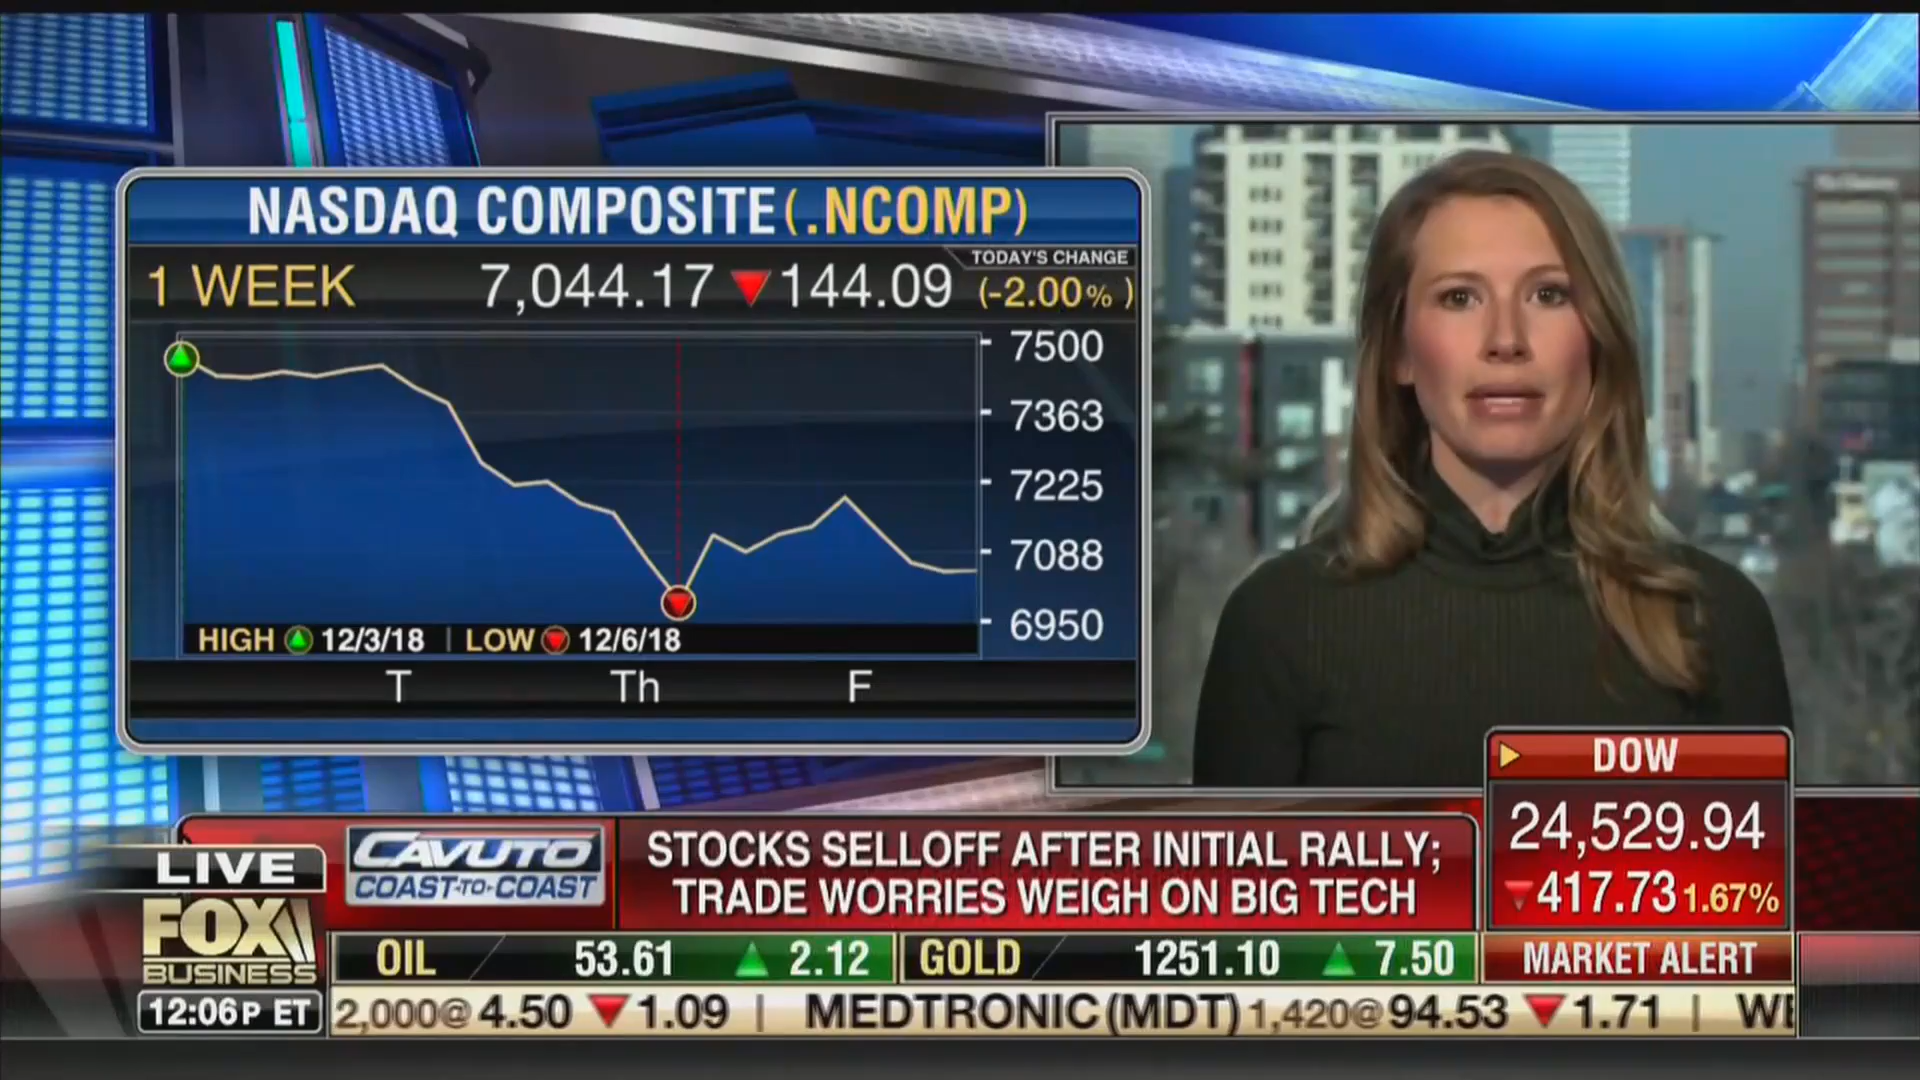 NASDAQ COMPOSITE (.NCOMP)
TODAY'S CHANGE
1 WEEK 7,044.17 ▼144.09 (-2.00%)
7500
7363
7225
7088
6950
HIGH ▲ 12/3/18 | LOW ▼ 12/6/18
T Th F
DOW
24,529.94
▼417.73 1.67%
MARKET ALERT
CAVUTO
COAST-TO-COAST
STOCKS SELLOFF AFTER INITIAL RALLY;
TRADE WORRIES WEIGH ON BIG TECH
LIVE
FOX
BUSINESS
12:06P ET
OIL 53.61 ▲ 2.12 GOLD 1251.10 ▲ 7.50
2,000@4.50 ▼1.09 | MEDTRONIC(MDT)1,420@94.53 ▼1.71 | WE